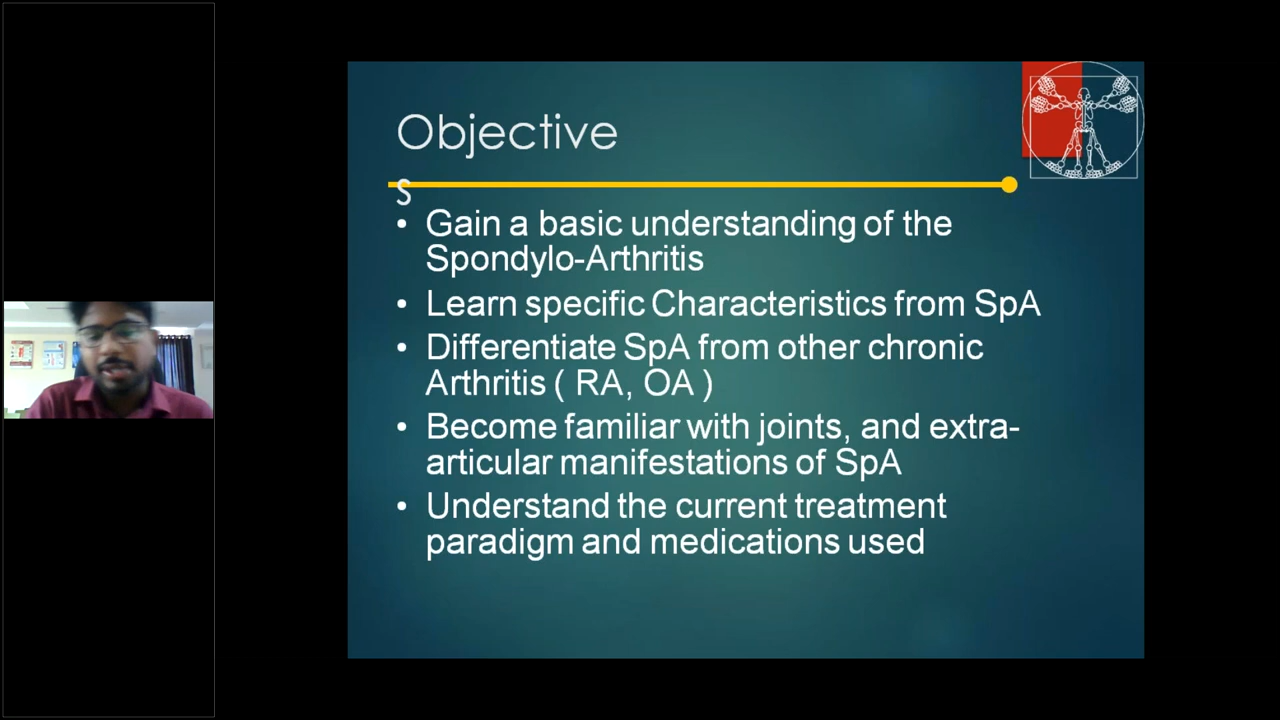 Objective
s
• Gain a basic understanding of the
Spondylo-Arthritis
• Learn specific Characteristics from SpA
• Differentiate SpA from other chronic
Arthritis ( RA, OA )
• Become familiar with joints, and extra-
articular manifestations of SpA
• Understand the current treatment
paradigm and medications used